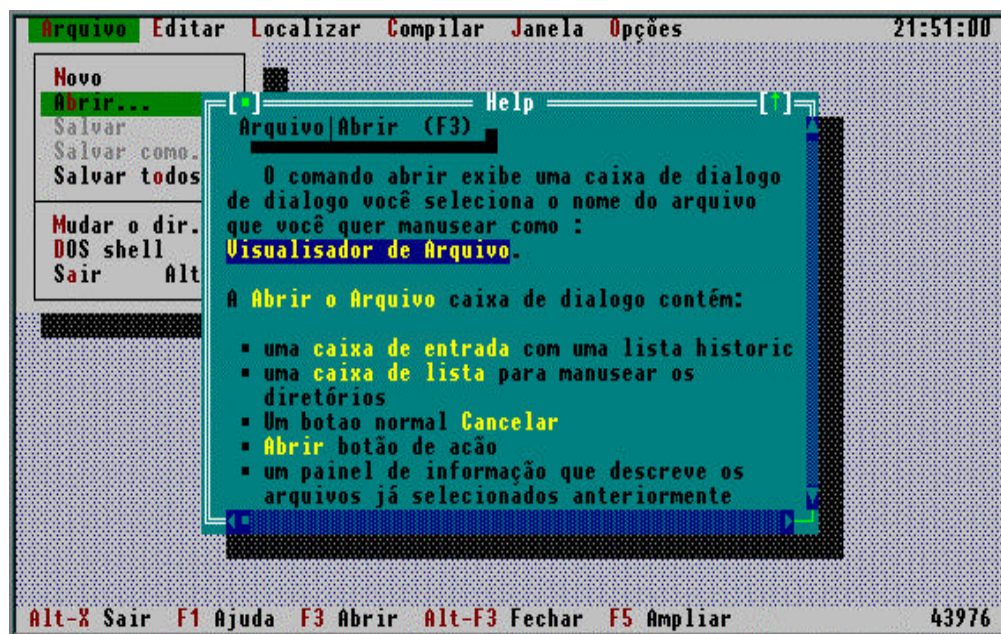 Arquivo Editar Localizar Compilar Janela Opções 21:51:00
Novo
Abrir...
Salvar
Salvar como.
Salvar todos
Mudar o dir.
DOS shell
Sair Alt
[▪] Help [↑]
Arquivo|Abrir (F3)
O comando abrir exibe uma caixa de dialogo
de dialogo você seleciona o nome do arquivo
que você quer manusear como :
Visualisador de Arquivo.
A Abrir o Arquivo caixa de dialogo contém:
▪ uma caixa de entrada com uma lista historic
▪ uma caixa de lista para manusear os
diretórios
▪ Um botao normal Cancelar
▪ Abrir botão de acão
▪ um painel de informação que descreve os
arquivos já selecionados anteriormente
Alt-X Sair F1 Ajuda F3 Abrir Alt-F3 Fechar F5 Ampliar 43976